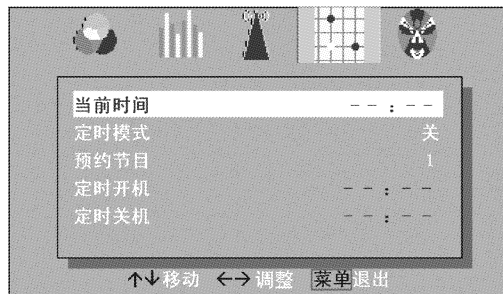 当前时间 --:--
定时模式 关
预约节目 1
定时开机 --:--
定时关机 --:--
↑↓移动 ←→调整 菜单退出